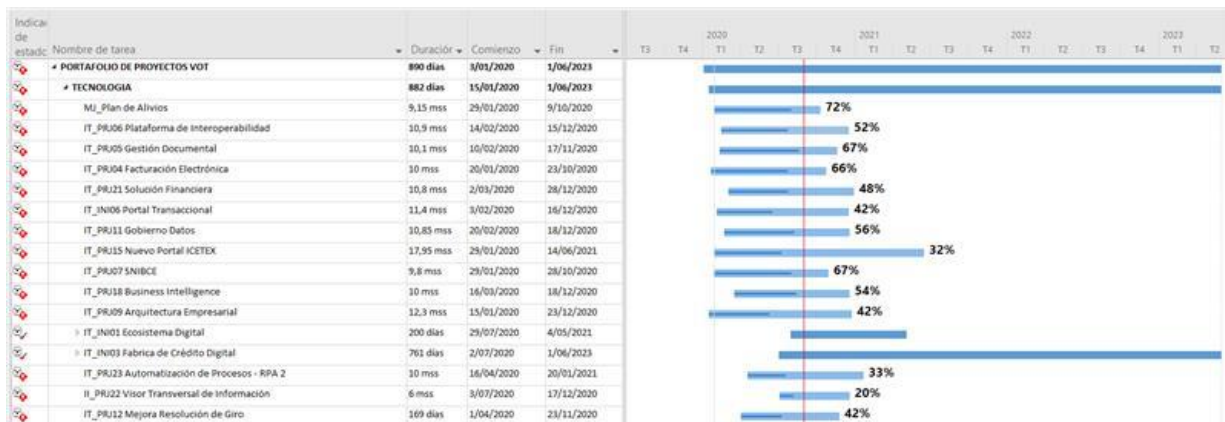 Indica
de
estado Nombre de tarea Duración Comienzo Fin
2020 2021 2022 2023
T3 T4 T1 T2 T3 T4 T1 T2 T3 T4 T1 T2 T3 T4 T1 T2
PORTAFOLIO DE PROYECTOS VOT 890 días 3/01/2020 1/06/2023
TECNOLOGIA 882 días 15/01/2020 1/06/2023
MJ_Plan de Alivios 9,15 mss 29/01/2020 9/10/2020 72%
IT_PRJ06 Plataforma de Interoperabilidad 10,9 mss 14/02/2020 15/12/2020 52%
IT_PRJ05 Gestión Documental 10,1 mss 10/02/2020 17/11/2020 67%
IT_PRJ04 Facturación Electrónica 10 mss 20/01/2020 23/10/2020 66%
IT_PRJ21 Solución Financiera 10,8 mss 2/03/2020 28/12/2020 48%
IT_INI06 Portal Transaccional 11,4 mss 3/02/2020 16/12/2020 42%
IT_PRJ11 Gobierno Datos 10,85 mss 20/02/2020 18/12/2020 56%
IT_PRJ15 Nuevo Portal ICETEX 17,95 mss 29/01/2020 14/06/2021 32%
IT_PRJ07 SNIBCE 9,8 mss 29/01/2020 28/10/2020 67%
IT_PRJ18 Business Intelligence 10 mss 16/03/2020 18/12/2020 54%
IT_PRJ09 Arquitectura Empresarial 12,3 mss 15/01/2020 23/12/2020 42%
IT_INI01 Ecosistema Digital 200 días 29/07/2020 4/05/2021
IT_INI03 Fabrica de Crédito Digital 761 días 2/07/2020 1/06/2023
IT_PRJ23 Automatización de Procesos - RPA 2 10 mss 16/04/2020 20/01/2021 33%
II_PRJ22 Visor Transversal de Información 6 mss 3/07/2020 17/12/2020 20%
IT_PRJ12 Mejora Resolución de Giro 169 días 1/04/2020 23/11/2020 42%